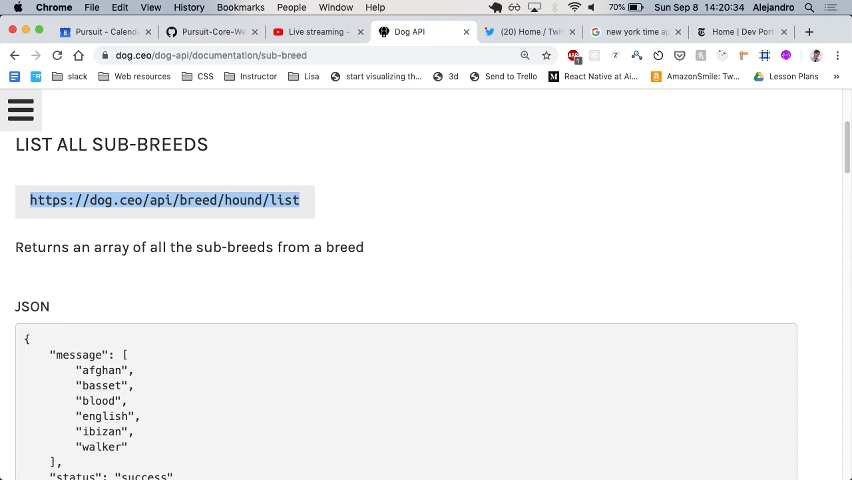 Chrome File Edit View History Bookmarks People Window Help 70% Sun Sep 8 14:20:34 Alejandro
Pursuit - Calenda Pursuit-Core-We Live streaming - Dog API (20) Home / Twi new york time ap Home | Dev Port
dog.ceo/dog-api/documentation/sub-breed
slack Web resources CSS Instructor Lisa start visualizing th... 3d Send to Trello React Native at Ai... AmazonSmile: Tw... Lesson Plans »
LIST ALL SUB-BREEDS
https://dog.ceo/api/breed/hound/list
Returns an array of all the sub-breeds from a breed
JSON
{
"message": [
"afghan",
"basset",
"blood",
"english",
"ibizan",
"walker"
],
"status": "success"